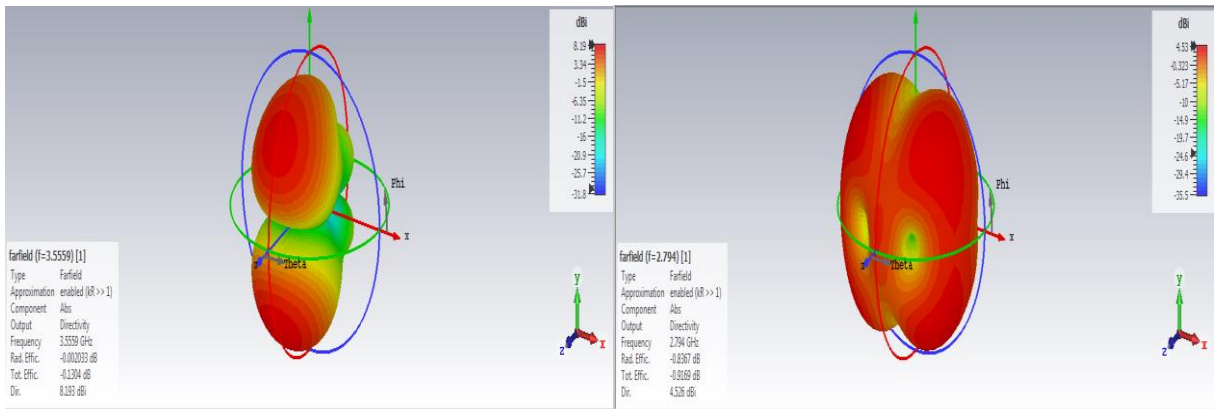 dBi
8.19
3.34
-1.5
-6.35
-11.2
-16
-20.9
-25.7
-31.8
Phi
x
z
Theta
farfield (f=3.5559) [1]
Type Farfield
Approximation enabled (kR >> 1)
Component Abs
Output Directivity
Frequency 3.5559 GHz
Rad. Effic. -0.002033 dB
Tot. Effic. -0.1304 dB
Dir. 8.193 dBi
y
z
x
dBi
4.53
-0.323
-5.17
-10
-14.9
-19.7
-24.6
-29.4
-35.5
Phi
x
z
Theta
farfield (f=2.794) [1]
Type Farfield
Approximation enabled (kR >> 1)
Component Abs
Output Directivity
Frequency 2.794 GHz
Rad. Effic. -0.8367 dB
Tot. Effic. -0.9169 dB
Dir. 4.526 dBi
y
z
x